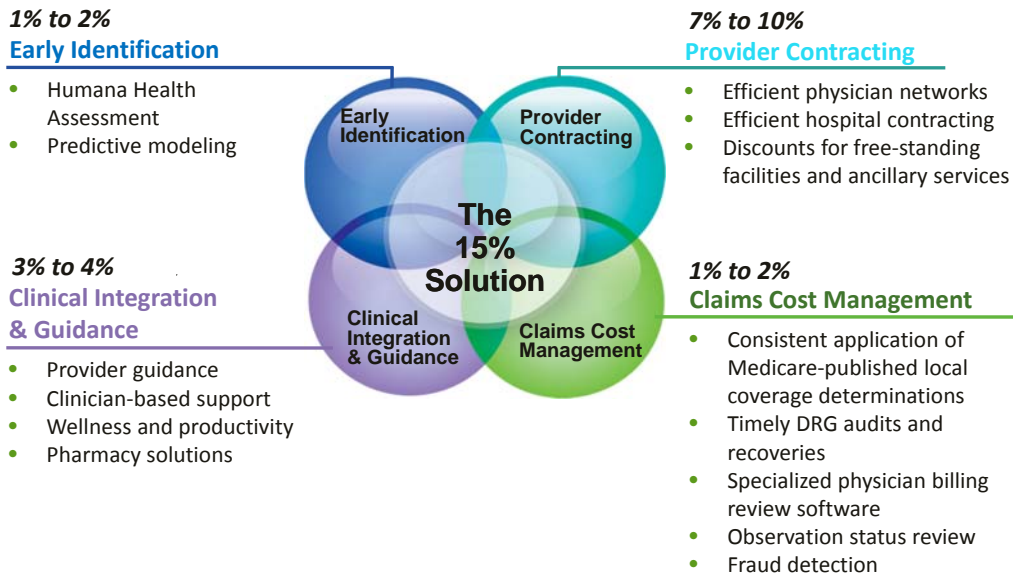 1% to 2%
Early Identification
• Humana Health
Assessment
• Predictive modeling
7% to 10%
Provider Contracting
• Efficient physician networks
• Efficient hospital contracting
• Discounts for free-standing
facilities and ancillary services
Early
Identification
Provider
Contracting
The
15%
Solution
Clinical
Integration
& Guidance
Claims Cost
Management
3% to 4%
Clinical Integration
& Guidance
• Provider guidance
• Clinician-based support
• Wellness and productivity
• Pharmacy solutions
1% to 2%
Claims Cost Management
• Consistent application of
Medicare-published local
coverage determinations
• Timely DRG audits and
recoveries
• Specialized physician billing
review software
• Observation status review
• Fraud detection